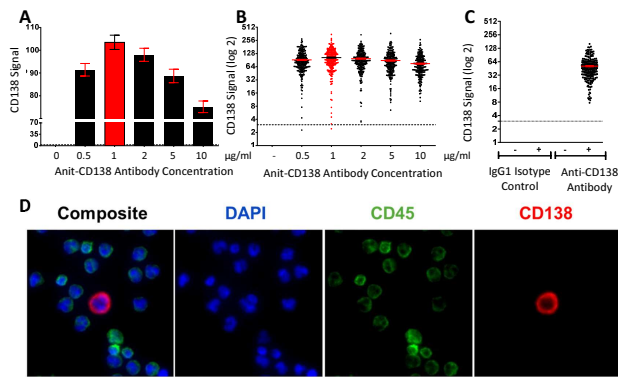 A
CD138 Signal
110
100
90
80
70
30
0
0 0.5 1 2 5 10 μg/ml
Anit-CD138 Antibody Concentration
B
CD138 Signal (log 2)
512
256
128
64
32
16
8
4
2
1
- 0.5 1 2 5 10 μg/ml
Anit-CD138 Antibody Concentration
C
CD138 Signal (log 2)
512
256
128
64
32
16
8
4
2
1
- + - +
IgG1 Isotype Control
Anti-CD138 Antibody
D
Composite DAPI CD45 CD138